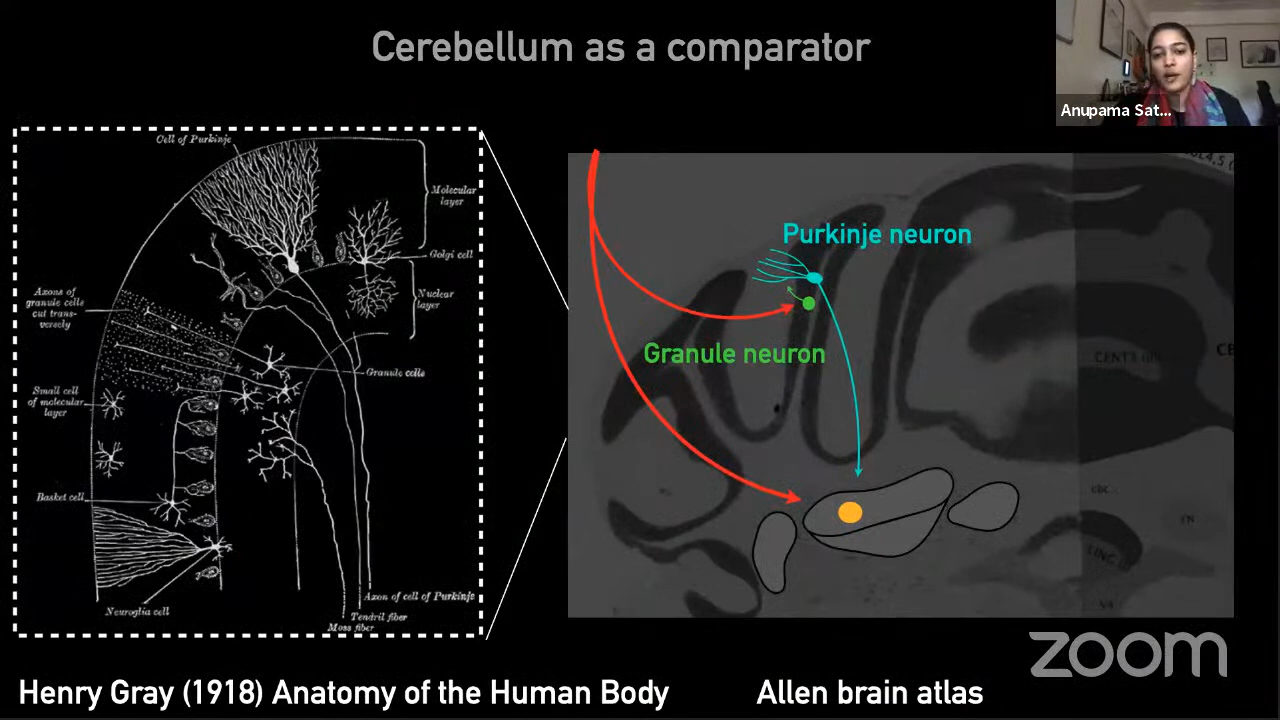 Cerebellum as a comparator
Anupama Sat...
Cell of Purkinje
Molecular
layer
Golgi cell
Nuclear
layer
Axons of
granule cells
cut trans-
versely
Granule cells
Small cell
of molecular
layer
Basket cell
Neuroglia cell
Axon of cell of Purkinje
Tendril fiber
Moss fiber
Purkinje neuron
Granule neuron
zoom
Henry Gray (1918) Anatomy of the Human Body
Allen brain atlas